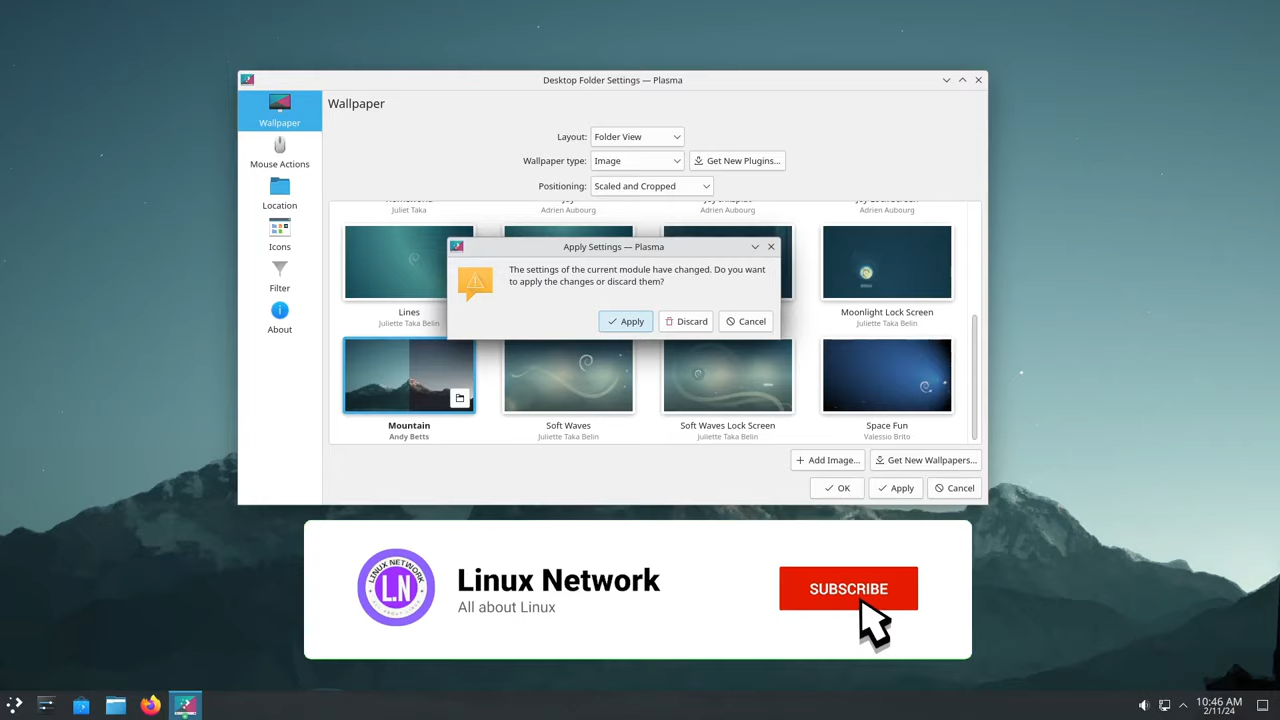 Desktop Folder Settings — Plasma
Wallpaper
Wallpaper
Mouse Actions
Location
Icons
Filter
About
Layout: Folder View
Wallpaper type: Image Get New Plugins...
Positioning: Scaled and Cropped
Juliet Taka Adrien Aubourg Adrien Aubourg Adrien Aubourg
Apply Settings — Plasma
The settings of the current module have changed. Do you want
to apply the changes or discard them?
Apply Discard Cancel
Lines Moonlight Lock Screen
Juliette Taka Belin Juliette Taka Belin
Mountain Soft Waves Soft Waves Lock Screen Space Fun
Andy Betts Juliette Taka Belin Juliette Taka Belin Valessio Brito
Add Image... Get New Wallpapers...
OK Apply Cancel
LINUX NETWORK
L.N
Linux Network
All about Linux
SUBSCRIBE
10:46 AM
2/11/24